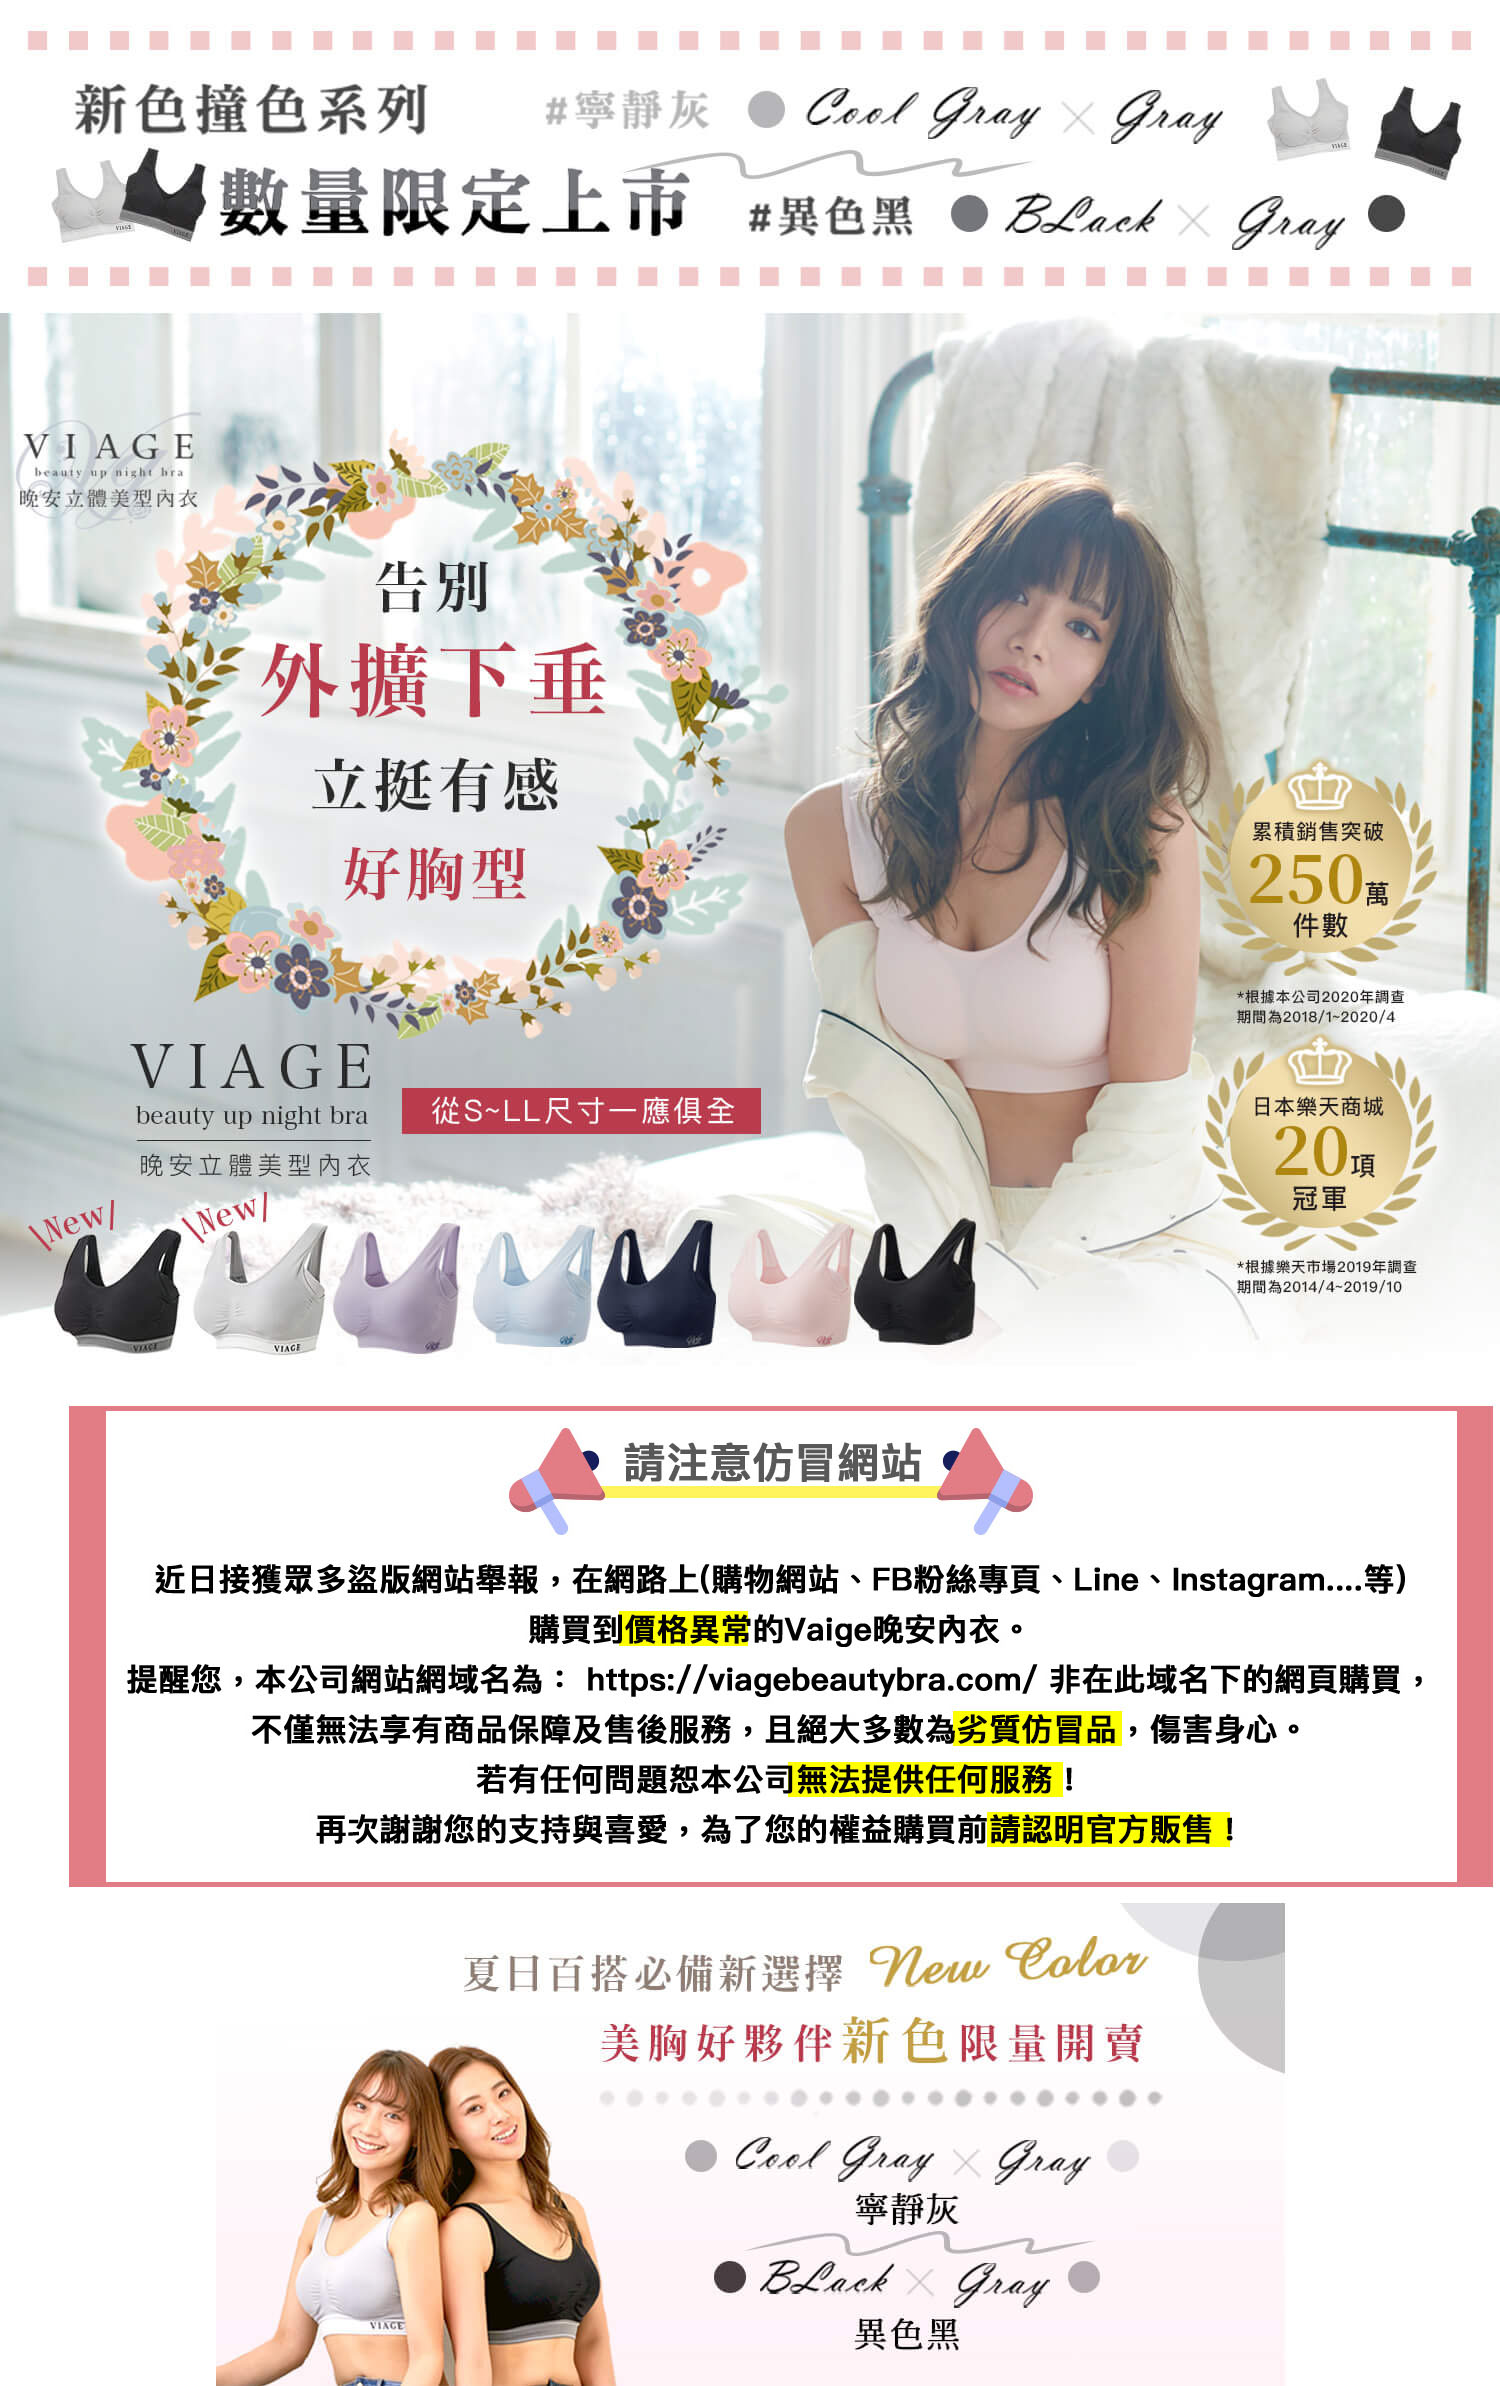 新色撞色系列
#寧靜灰 Cool Gray × Gray
VIAGE
VIAGE
數量限定上市
#異色黑 BLack × Gray
VIAGE
VIAGE
VIAGE
beauty up night bra
晚安立體美型內衣
告別
外擴下垂
立挺有感
好胸型
累積銷售突破
250萬
件數
*根據本公司2020年調查
期間為2018/1~2020/4
VIAGE
beauty up night bra
晚安立體美型內衣
從S~LL尺寸一應俱全
日本樂天商城
20項
冠軍
*根據樂天市場2019年調查
期間為2014/4~2019/10
\New/
\New/
VIAGE
VIAGE
請注意仿冒網站
近日接獲眾多盜版網站舉報，在網路上(購物網站、FB粉絲專頁、Line、Instagram....等)
購買到價格異常的Vaige晚安內衣。
提醒您，本公司網站網域名為： https://viagebeautybra.com/ 非在此域名下的網頁購買，
不僅無法享有商品保障及售後服務，且絕大多數為劣質仿冒品，傷害身心。
若有任何問題恕本公司無法提供任何服務！
再次謝謝您的支持與喜愛，為了您的權益購買前請認明官方販售！
夏日百搭必備新選擇 New Color
美胸好夥伴新色限量開賣
Cool Gray × Gray
寧靜灰
BLack × Gray
異色黑
VIAGE